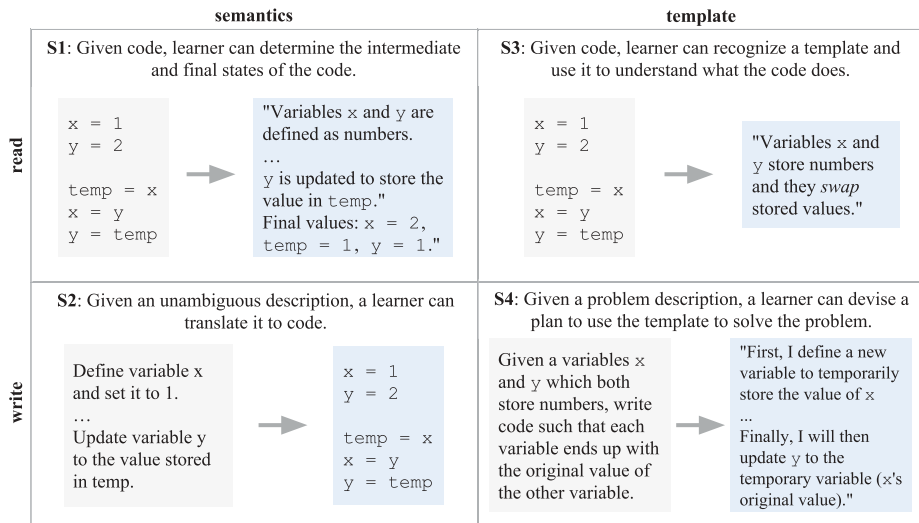 semantics
template
read
S1: Given code, learner can determine the intermediate
and final states of the code.
x = 1
y = 2
temp = x
x = y
y = temp
"Variables x and y are
defined as numbers.
…
y is updated to store the
value in temp."
Final values: x = 2,
temp = 1, y = 1."
S3: Given code, learner can recognize a template and
use it to understand what the code does.
x = 1
y = 2
temp = x
x = y
y = temp
"Variables x and
y store numbers
and they swap
stored values."
write
S2: Given an unambiguous description, a learner can
translate it to code.
Define variable x
and set it to 1.
…
Update variable y
to the value stored
in temp.
x = 1
y = 2
temp = x
x = y
y = temp
S4: Given a problem description, a learner can devise a
plan to use the template to solve the problem.
Given a variables x
and y which both
store numbers, write
code such that each
variable ends up with
the original value of
the other variable.
"First, I define a new
variable to temporarily
store the value of x
...
Finally, I will then
update y to the
temporary variable (x's
original value)."